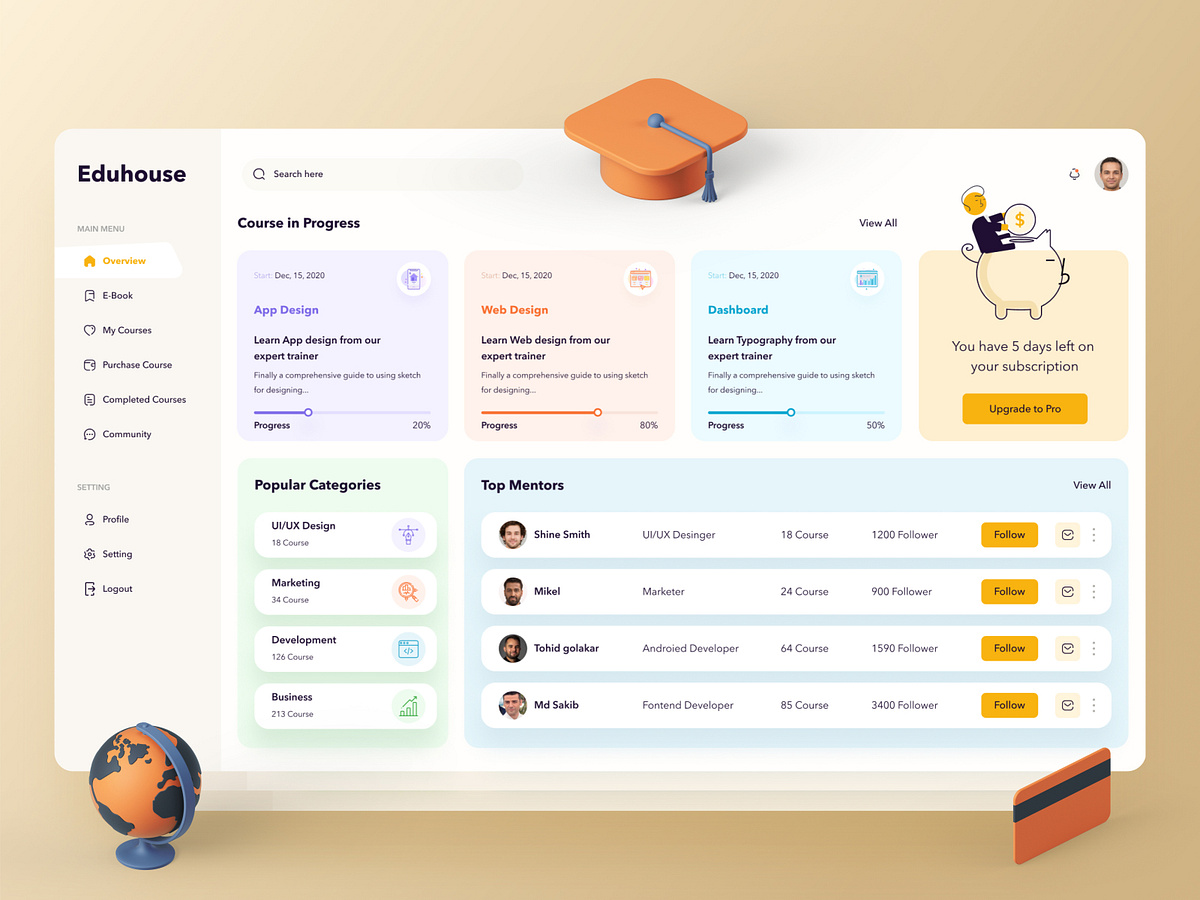 Eduhouse
Search here
MAIN MENU
Overview
E-Book
My Courses
Purchase Course
Completed Courses
Community
SETTING
Profile
Setting
Logout
Course in Progress
View All
Start: Dec, 15, 2020
App Design
Learn App design from our
expert trainer
Finally a comprehensive guide to using sketch
for designing...
Progress 20%
Start: Dec, 15, 2020
Web Design
Learn Web design from our
expert trainer
Finally a comprehensive guide to using sketch
for designing...
Progress 80%
Start: Dec, 15, 2020
Dashboard
Learn Typography from our
expert trainer
Finally a comprehensive guide to using sketch
for designing...
Progress 50%
$
You have 5 days left on
your subscription
Upgrade to Pro
Popular Categories
UI/UX Design
18 Course
Marketing
34 Course
Development
126 Course
Business
213 Course
Top Mentors
View All
Shine Smith UI/UX Desinger 18 Course 1200 Follower Follow
Mikel Marketer 24 Course 900 Follower Follow
Tohid golakar Androied Developer 64 Course 1590 Follower Follow
Md Sakib Fontend Developer 85 Course 3400 Follower Follow